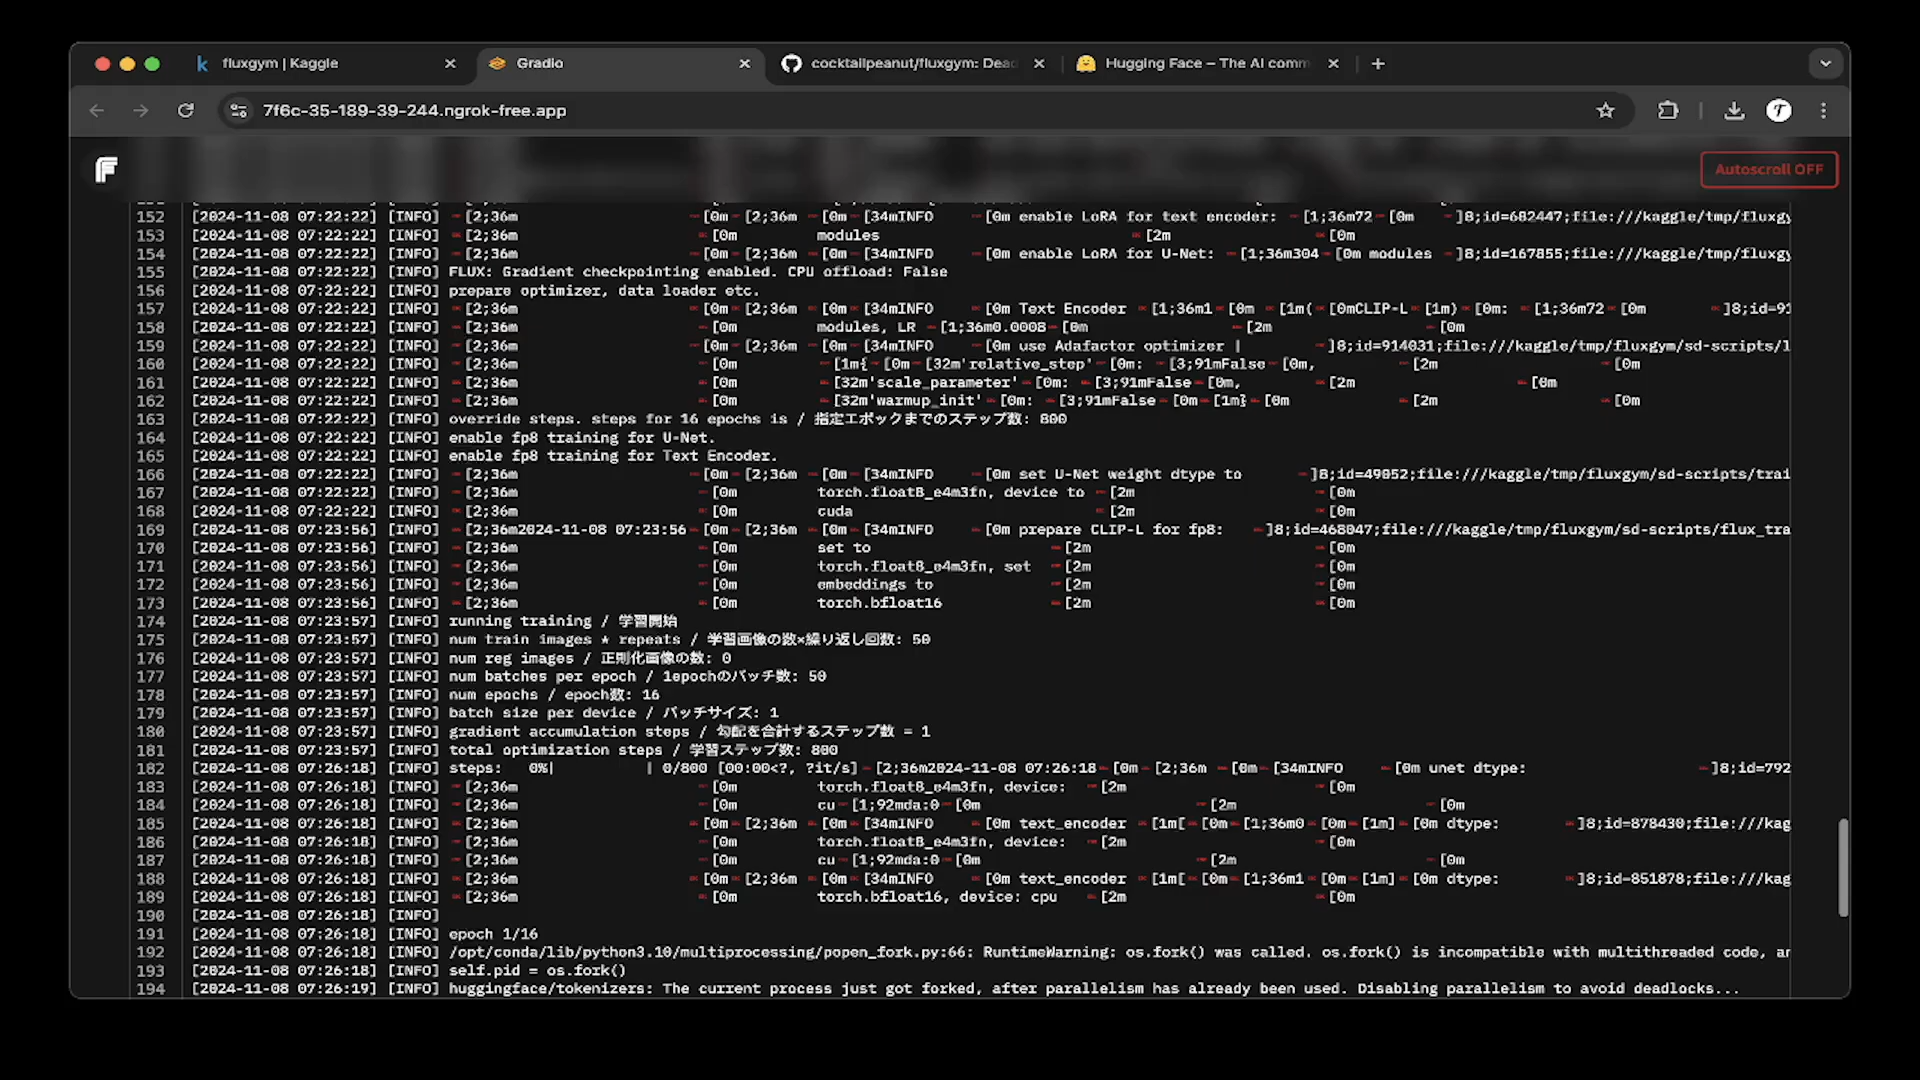 fluxgym | Kaggle
Gradio
cocktailpeanut/fluxgym: Dea
Hugging Face – The AI comm
7f6c-35-189-39-244.ngrok-free.app
Autoscroll OFF
152 [2024-11-08 07:22:22] [INFO] [2;36m [0m [2;36m [0m [34mINFO [0m enable LoRA for text encoder: [1;36m72 [0m ]8;id=682447;file:///kaggle/tmp/fluxgy
153 [2024-11-08 07:22:22] [INFO] [2;36m [0m modules [2m [0m
154 [2024-11-08 07:22:22] [INFO] [2;36m [0m [2;36m [0m [34mINFO [0m enable LoRA for U-Net: [1;36m304 [0m modules ]8;id=167855;file:///kaggle/tmp/fluxgy
155 [2024-11-08 07:22:22] [INFO] FLUX: Gradient checkpointing enabled. CPU offload: False
156 [2024-11-08 07:22:22] [INFO] prepare optimizer, data loader etc.
157 [2024-11-08 07:22:22] [INFO] [2;36m [0m [2;36m [0m [34mINFO [0m Text Encoder [1;36m1 [0m [1m( [0mCLIP-L [1m) [0m: [1;36m72 [0m ]8;id=91
158 [2024-11-08 07:22:22] [INFO] [2;36m [0m modules, LR [1;36m0.0008 [0m [2m [0m
159 [2024-11-08 07:22:22] [INFO] [2;36m [0m [2;36m [0m [34mINFO [0m use Adafactor optimizer | ]8;id=914031;file:///kaggle/tmp/fluxgym/sd-scripts/l
160 [2024-11-08 07:22:22] [INFO] [2;36m [0m [1m{ [0m [32m'relative_step' [0m: [3;91mFalse [0m, [2m [0m
161 [2024-11-08 07:22:22] [INFO] [2;36m [0m [32m'scale_parameter' [0m: [3;91mFalse [0m, [2m [0m
162 [2024-11-08 07:22:22] [INFO] [2;36m [0m [32m'warmup_init' [0m: [3;91mFalse [0m [1m} [0m [2m [0m
163 [2024-11-08 07:22:22] [INFO] override steps. steps for 16 epochs is / 指定エポックまでのステップ数: 800
164 [2024-11-08 07:22:22] [INFO] enable fp8 training for U-Net.
165 [2024-11-08 07:22:22] [INFO] enable fp8 training for Text Encoder.
166 [2024-11-08 07:22:22] [INFO] [2;36m [0m [2;36m [0m [34mINFO [0m set U-Net weight dtype to ]8;id=49052;file:///kaggle/tmp/fluxgym/sd-scripts/trai
167 [2024-11-08 07:22:22] [INFO] [2;36m [0m torch.float8_e4m3fn, device to [2m [0m
168 [2024-11-08 07:22:22] [INFO] [2;36m [0m cuda [2m [0m
169 [2024-11-08 07:23:56] [INFO] [2;36m2024-11-08 07:23:56 [0m [2;36m [0m [34mINFO [0m prepare CLIP-L for fp8: ]8;id=468047;file:///kaggle/tmp/fluxgym/sd-scripts/flux_tra
170 [2024-11-08 07:23:56] [INFO] [2;36m [0m set to [2m [0m
171 [2024-11-08 07:23:56] [INFO] [2;36m [0m torch.float8_e4m3fn, set [2m [0m
172 [2024-11-08 07:23:56] [INFO] [2;36m [0m embeddings to [2m [0m
173 [2024-11-08 07:23:56] [INFO] [2;36m [0m torch.bfloat16 [2m [0m
174 [2024-11-08 07:23:57] [INFO] running training / 学習開始
175 [2024-11-08 07:23:57] [INFO] num train images * repeats / 学習画像の数×繰り返し回数: 50
176 [2024-11-08 07:23:57] [INFO] num reg images / 正則化画像の数: 0
177 [2024-11-08 07:23:57] [INFO] num batches per epoch / 1epochのバッチ数: 50
178 [2024-11-08 07:23:57] [INFO] num epochs / epoch数: 16
179 [2024-11-08 07:23:57] [INFO] batch size per device / バッチサイズ: 1
180 [2024-11-08 07:23:57] [INFO] gradient accumulation steps / 勾配を合計するステップ数 = 1
181 [2024-11-08 07:23:57] [INFO] total optimization steps / 学習ステップ数: 800
182 [2024-11-08 07:26:18] [INFO] steps: 0%| | 0/800 [00:00<?, ?it/s] [2;36m2024-11-08 07:26:18 [0m [2;36m [0m [34mINFO [0m unet dtype: ]8;id=792
183 [2024-11-08 07:26:18] [INFO] [2;36m [0m torch.float8_e4m3fn, device: [2m [0m
184 [2024-11-08 07:26:18] [INFO] [2;36m [0m cu [1;92mda:0 [0m [2m [0m
185 [2024-11-08 07:26:18] [INFO] [2;36m [0m [2;36m [0m [34mINFO [0m text_encoder [1m[ [0m [1;36m0 [0m [1m] [0m dtype: ]8;id=878430;file:///kag
186 [2024-11-08 07:26:18] [INFO] [2;36m [0m torch.float8_e4m3fn, device: [2m [0m
187 [2024-11-08 07:26:18] [INFO] [2;36m [0m cu [1;92mda:0 [0m [2m [0m
188 [2024-11-08 07:26:18] [INFO] [2;36m [0m [2;36m [0m [34mINFO [0m text_encoder [1m[ [0m [1;36m1 [0m [1m] [0m dtype: ]8;id=851878;file:///kag
189 [2024-11-08 07:26:18] [INFO] [2;36m [0m torch.bfloat16, device: cpu [2m [0m
190 [2024-11-08 07:26:18] [INFO]
191 [2024-11-08 07:26:18] [INFO] epoch 1/16
192 [2024-11-08 07:26:18] [INFO] /opt/conda/lib/python3.10/multiprocessing/popen_fork.py:66: RuntimeWarning: os.fork() was called. os.fork() is incompatible with multithreaded code, an
193 [2024-11-08 07:26:18] [INFO] self.pid = os.fork()
194 [2024-11-08 07:26:19] [INFO] huggingface/tokenizers: The current process just got forked, after parallelism has already been used. Disabling parallelism to avoid deadlocks...